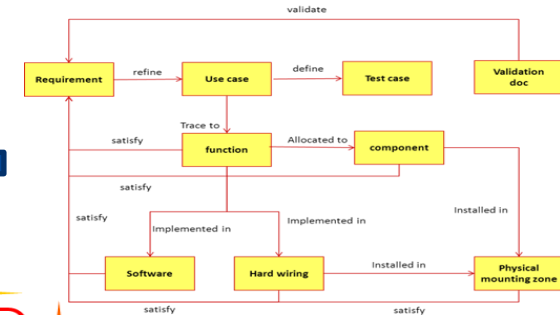 validate
Requirement
refine
Use case
define
Test case
Validation
doc
Trace to
satisfy
function
Allocated to
component
satisfy
satisfy
Implemented in
Implemented in
Installed in
Software
Hard wiring
Installed in
Physical
mounting zone
satisfy
satisfy